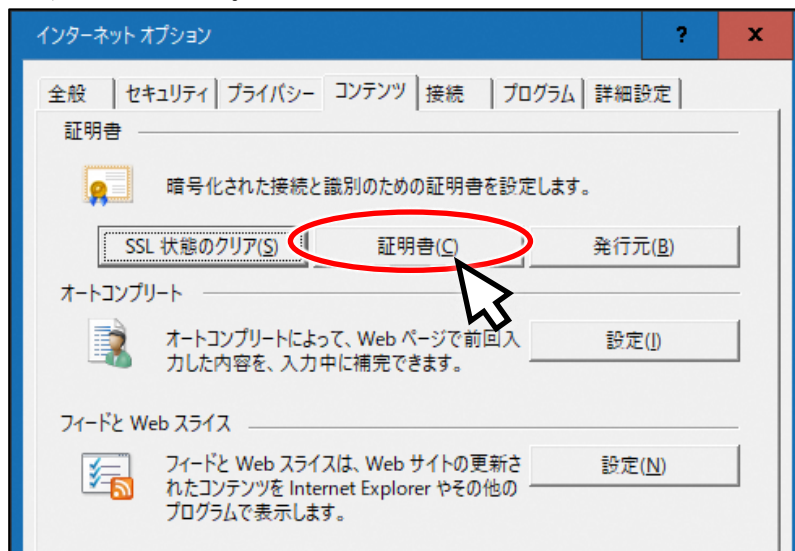 インターネット オプション
?
x
全般 セキュリティ プライバシー コンテンツ 接続 プログラム 詳細設定
証明書
暗号化された接続と識別のための証明書を設定します。
SSL 状態のクリア(S) 証明書(C) 発行元(B)
オートコンプリート
オートコンプリートによって、Web ページで前回入
力した内容を、入力中に補完できます。
設定(I)
フィードと Web スライス
フィードと Web スライスは、Web サイトの更新さ
れたコンテンツを Internet Explorer やその他の
プログラムで表示します。
設定(N)